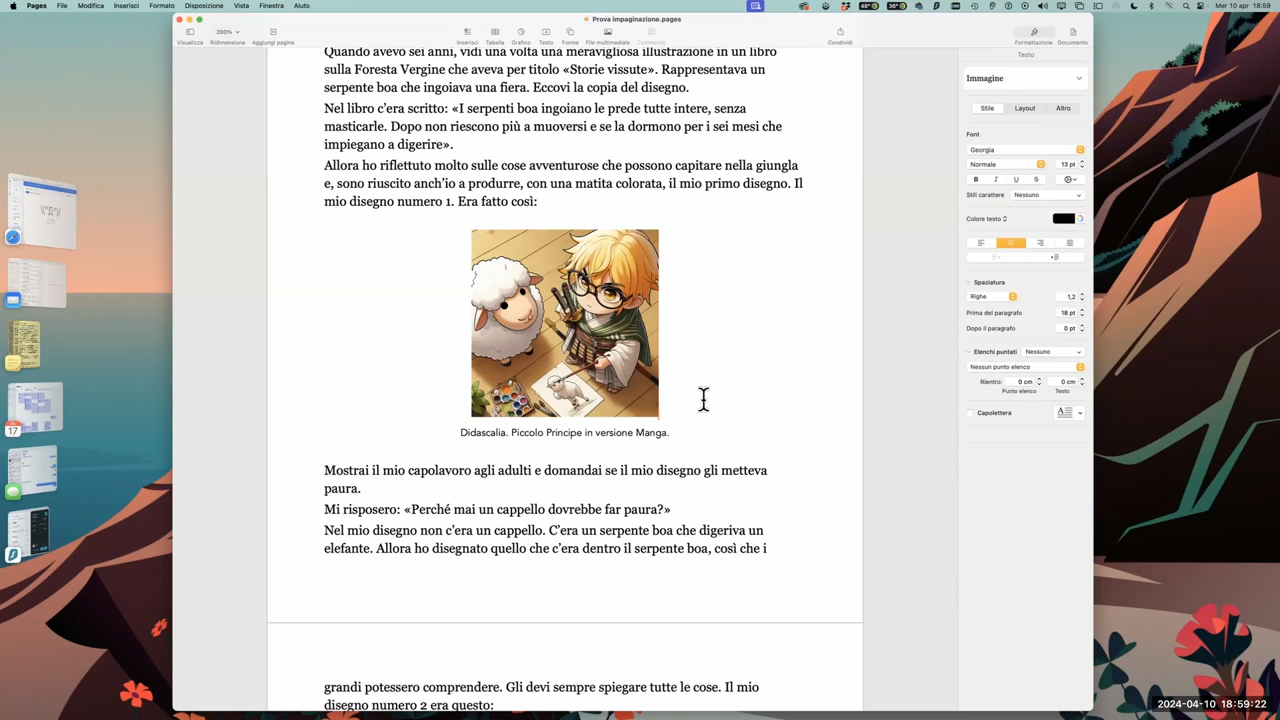 Pages File Modifica Inserisci Formato Disposizione Vista Finestra Aiuto
48° 36° Mer 10 apr 18:59
Prova impaginazione.pages
200%
Visualizza Ridimensiona Aggiungi pagina Inserisci Tabella Grafico Testo Forma File multimediale Commento Condividi Formattazione Documento
Quando avevo sei anni, vidi una volta una meravigliosa illustrazione in un libro
sulla Foresta Vergine che aveva per titolo «Storie vissute». Rappresentava un
serpente boa che ingoiava una fiera. Eccovi la copia del disegno.
Nel libro c’era scritto: «I serpenti boa ingoiano le prede tutte intere, senza
masticarle. Dopo non riescono più a muoversi e se la dormono per i sei mesi che
impiegano a digerire».
Allora ho riflettuto molto sulle cose avventurose che possono capitare nella giungla
e, sono riuscito anch’io a produrre, con una matita colorata, il mio primo disegno. Il
mio disegno numero 1. Era fatto così:
Didascalia. Piccolo Principe in versione Manga.
Mostrai il mio capolavoro agli adulti e domandai se il mio disegno gli metteva
paura.
Mi risposero: «Perché mai un cappello dovrebbe far paura?»
Nel mio disegno non c’era un cappello. C’era un serpente boa che digeriva un
elefante. Allora ho disegnato quello che c’era dentro il serpente boa, così che i
grandi potessero comprendere. Gli devi sempre spiegare tutte le cose. Il mio
disegno numero 2 era questo:
Testo
Immagine
Stile Layout Altro
Font
Georgia
Normale 13 pt
B I U S
Stili carattere Nessuno
Colore testo
Spaziatura
Righe 1,2
Prima del paragrafo 18 pt
Dopo il paragrafo 0 pt
Elenchi puntati Nessuno
Nessun punto elenco
Rientro: 0 cm 0 cm
Punto elenco Testo
Capolettera
17
2024-04-10 18:59:22